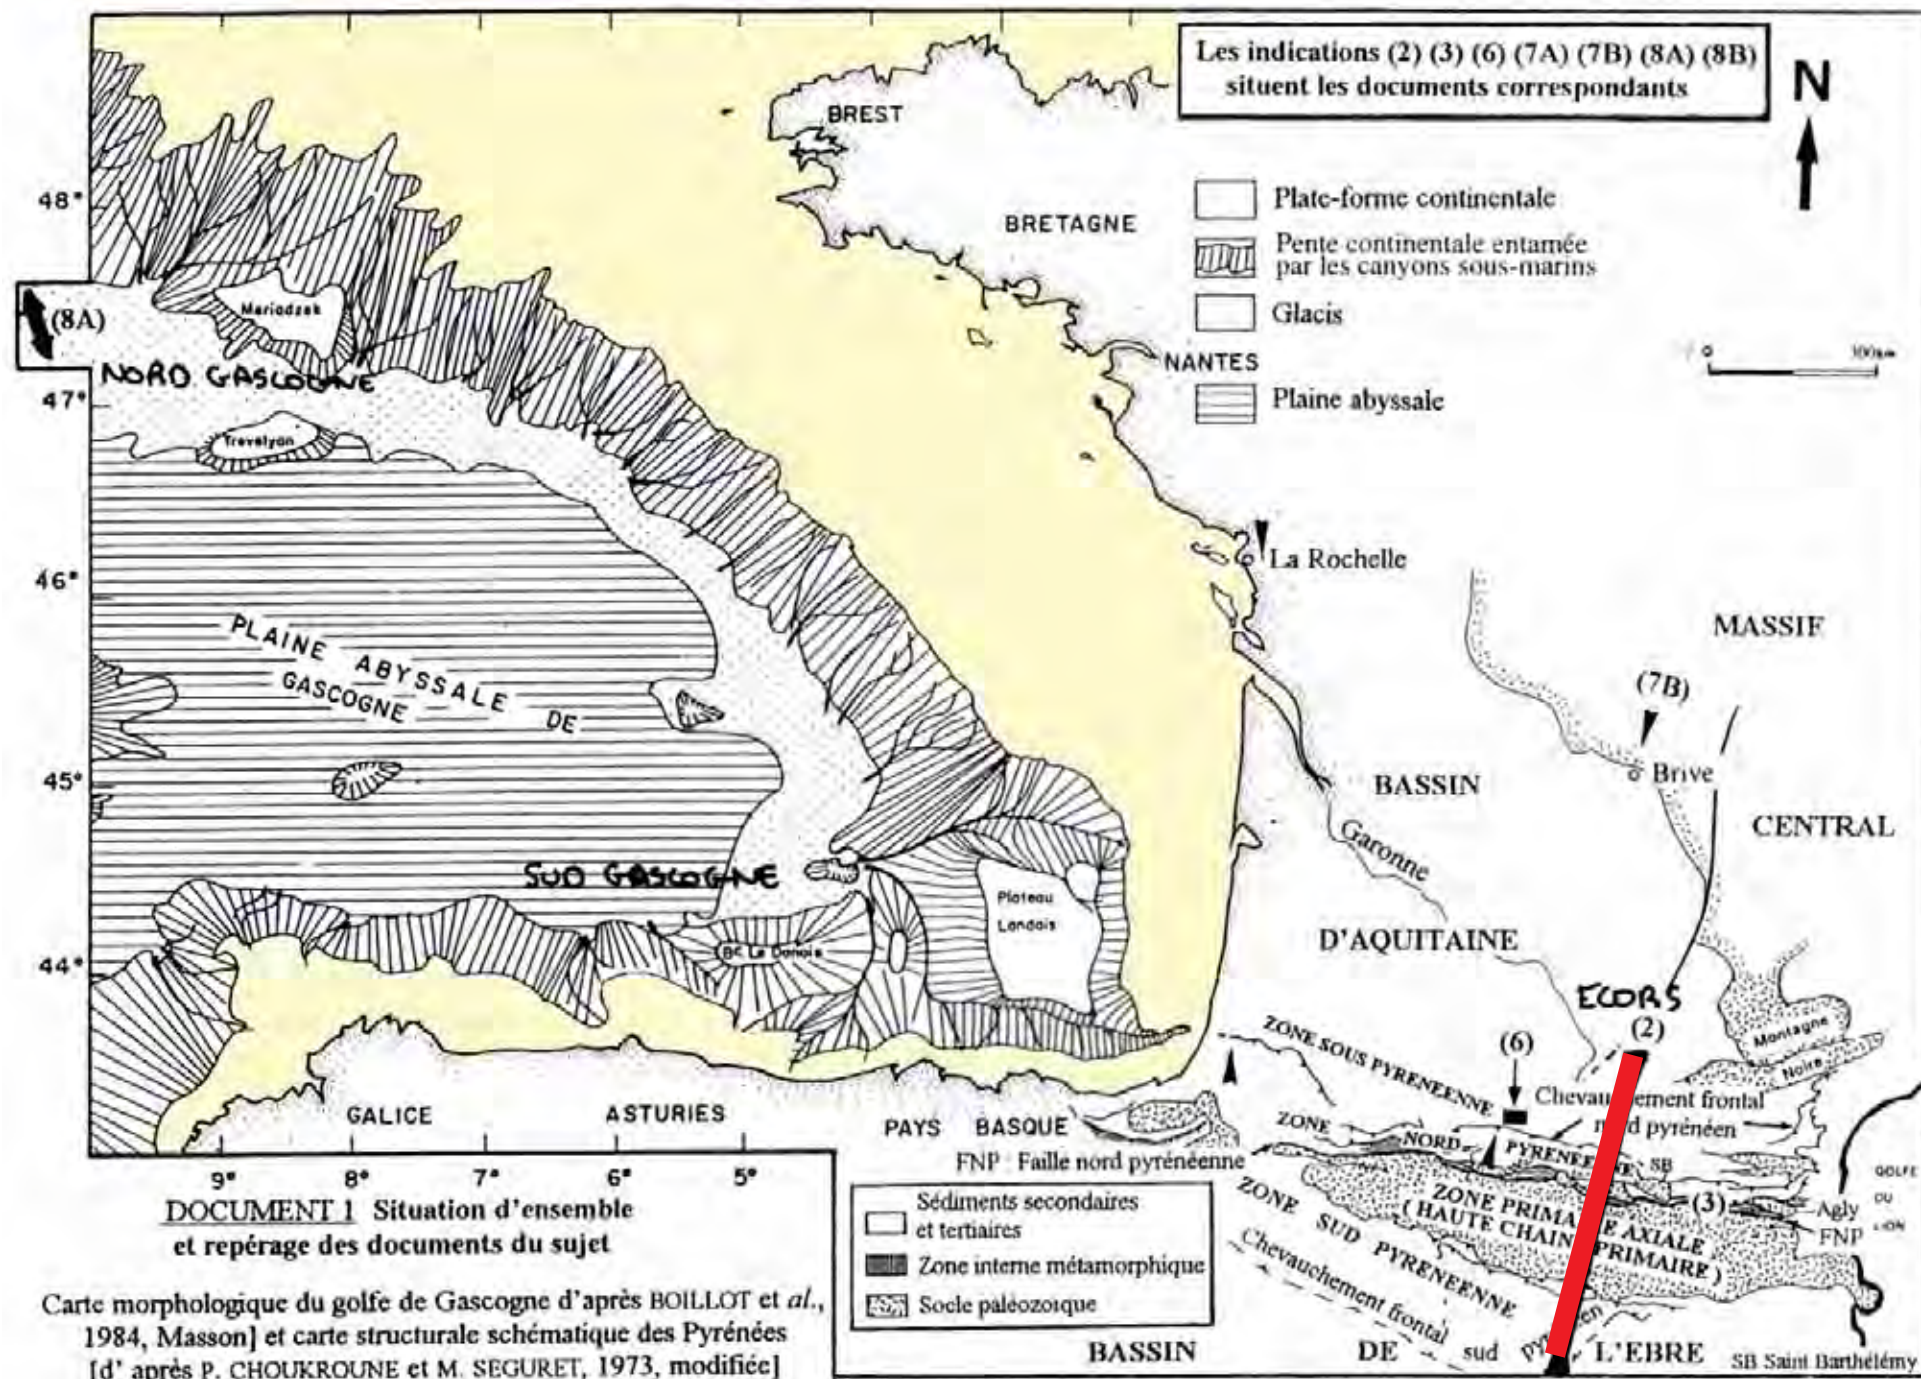 Les indications (2) (3) (6) (7A) (7B) (8A) (8B)
situent les documents correspondants
N
BREST
BRETAGNE
Plate-forme continentale
Pente continentale entamée
par les canyons sous-marins
Glacis
Plaine abyssale
NANTES
0
48°
47°
46°
45°
44°
(8A)
Meriadzek
NORD GASCOGNE
Trevelyan
PLAINE ABYSSALE DE
GASCOGNE
La Rochelle
MASSIF
(7B)
Brive
BASSIN
CENTRAL
Garonne
SUD GASCOGNE
Plateau
Landais
Bc Le Danois
D'AQUITAINE
ECORS
(2)
(6)
Montagne
Noire
ZONE SOUS PYRENEENNE
Chevauchement frontal
nord pyrénéen
GALICE
ASTURIES
PAYS BASQUE
ZONE NORD PYRENEENNE
SB
FNP : Faille nord pyrénéenne
GOLFE
DU
LION
(3)
Agly
FNP
ZONE PRIMAIRE AXIALE
(HAUTE CHAINE PRIMAIRE)
ZONE SUD PYRENEENNE
Chevauchement frontal
sud
9°
8°
7°
6°
5°
DOCUMENT 1 Situation d'ensemble
et repérage des documents du sujet
Sédiments secondaires
et tertiaires
Zone interne métamorphique
Socle paléozoique
Carte morphologique du golfe de Gascogne d'après BOILLOT et al.,
1984, Masson] et carte structurale schématique des Pyrénées
[d' après P. CHOUKROUNE et M. SEGURET, 1973, modifiée]
BASSIN DE L'EBRE
SB Saint Barthélémy